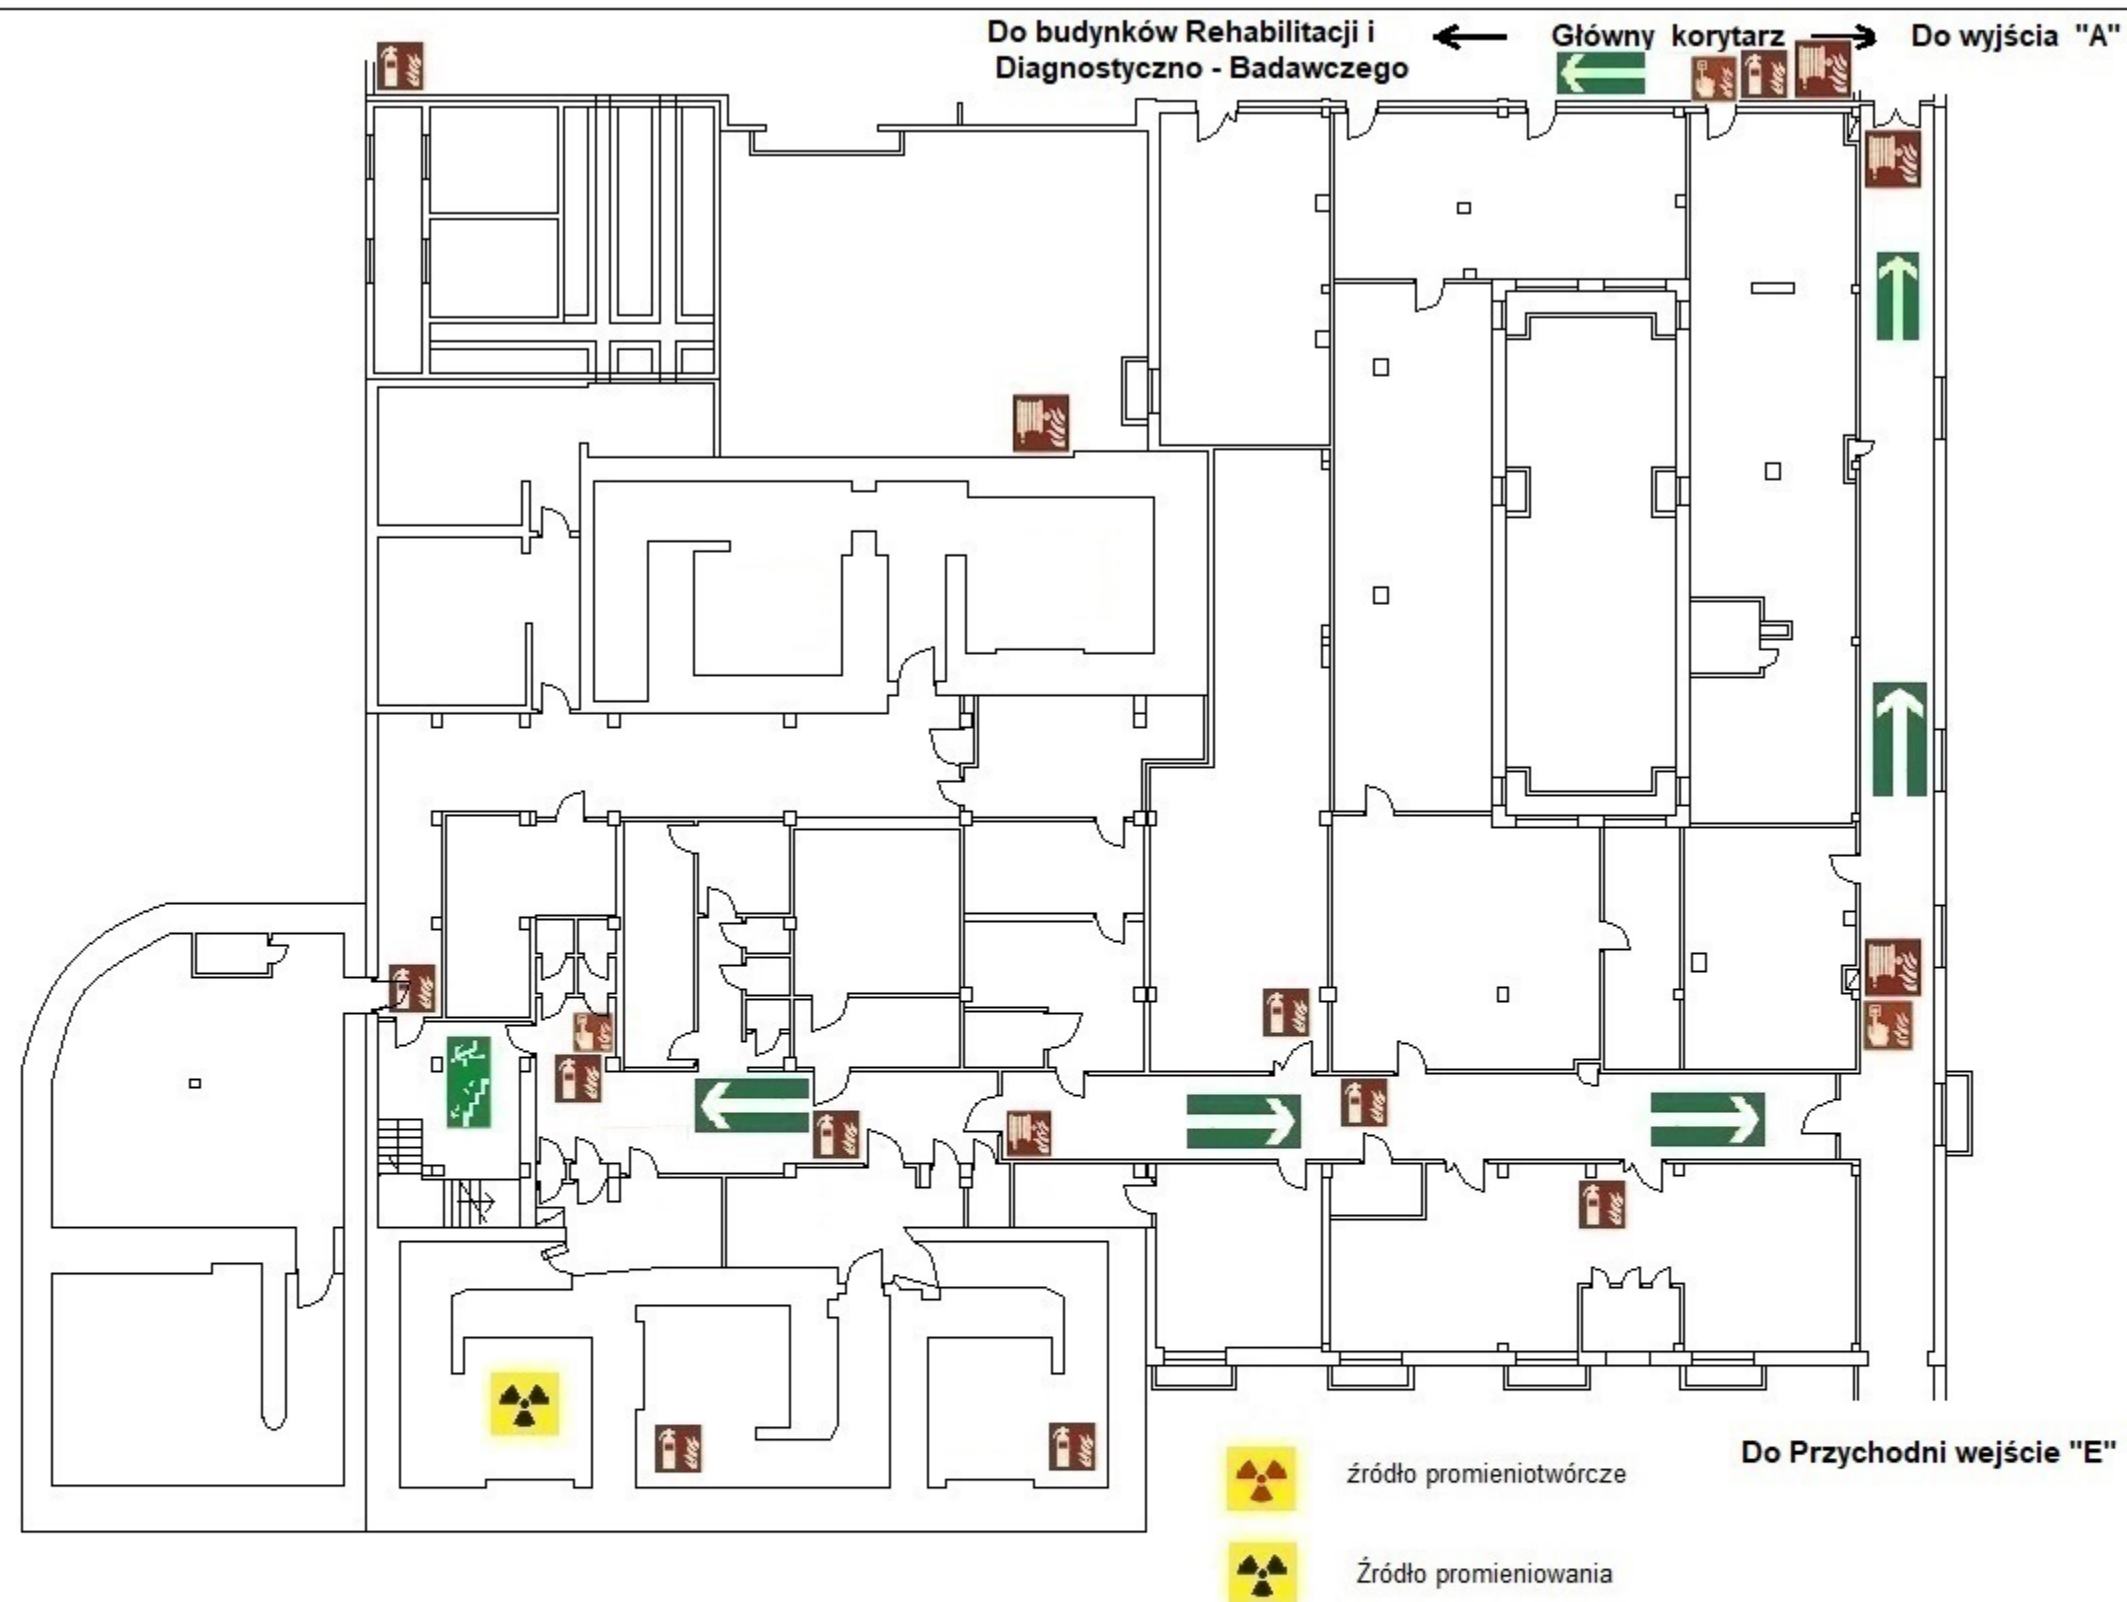 Do budynków Rehabilitacji i
Diagnostyczno - Badawczego
Główny korytarz
Do wyjścia "A"
Do Przychodni wejście "E"
źródło promieniotwórcze
Źródło promieniowania